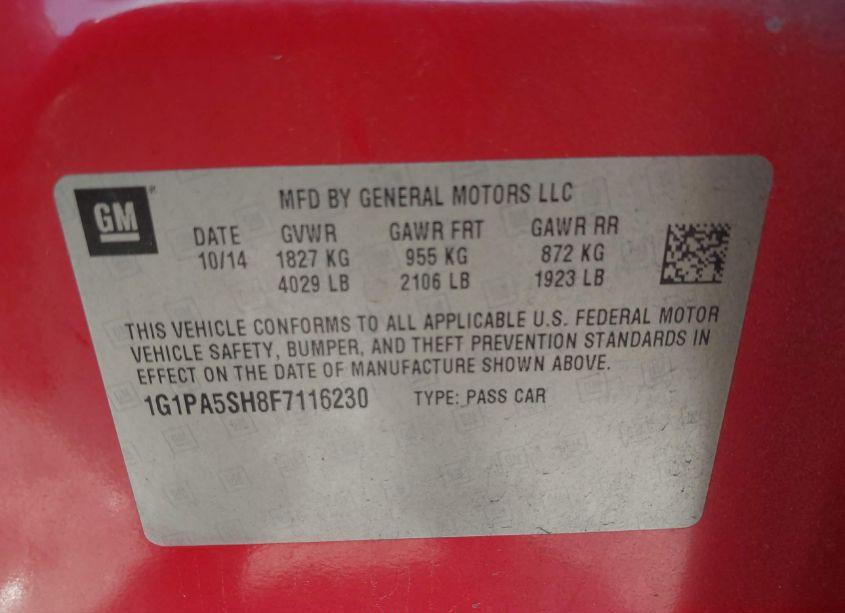 GM
MFD BY GENERAL MOTORS LLC
DATE GVWR GAWR FRT GAWR RR
10/14 1827 KG 955 KG 872 KG
4029 LB 2106 LB 1923 LB
THIS VEHICLE CONFORMS TO ALL APPLICABLE U.S. FEDERAL MOTOR
VEHICLE SAFETY, BUMPER, AND THEFT PREVENTION STANDARDS IN
EFFECT ON THE DATE OF MANUFACTURE SHOWN ABOVE.
1G1PA5SH8F7116230 TYPE: PASS CAR